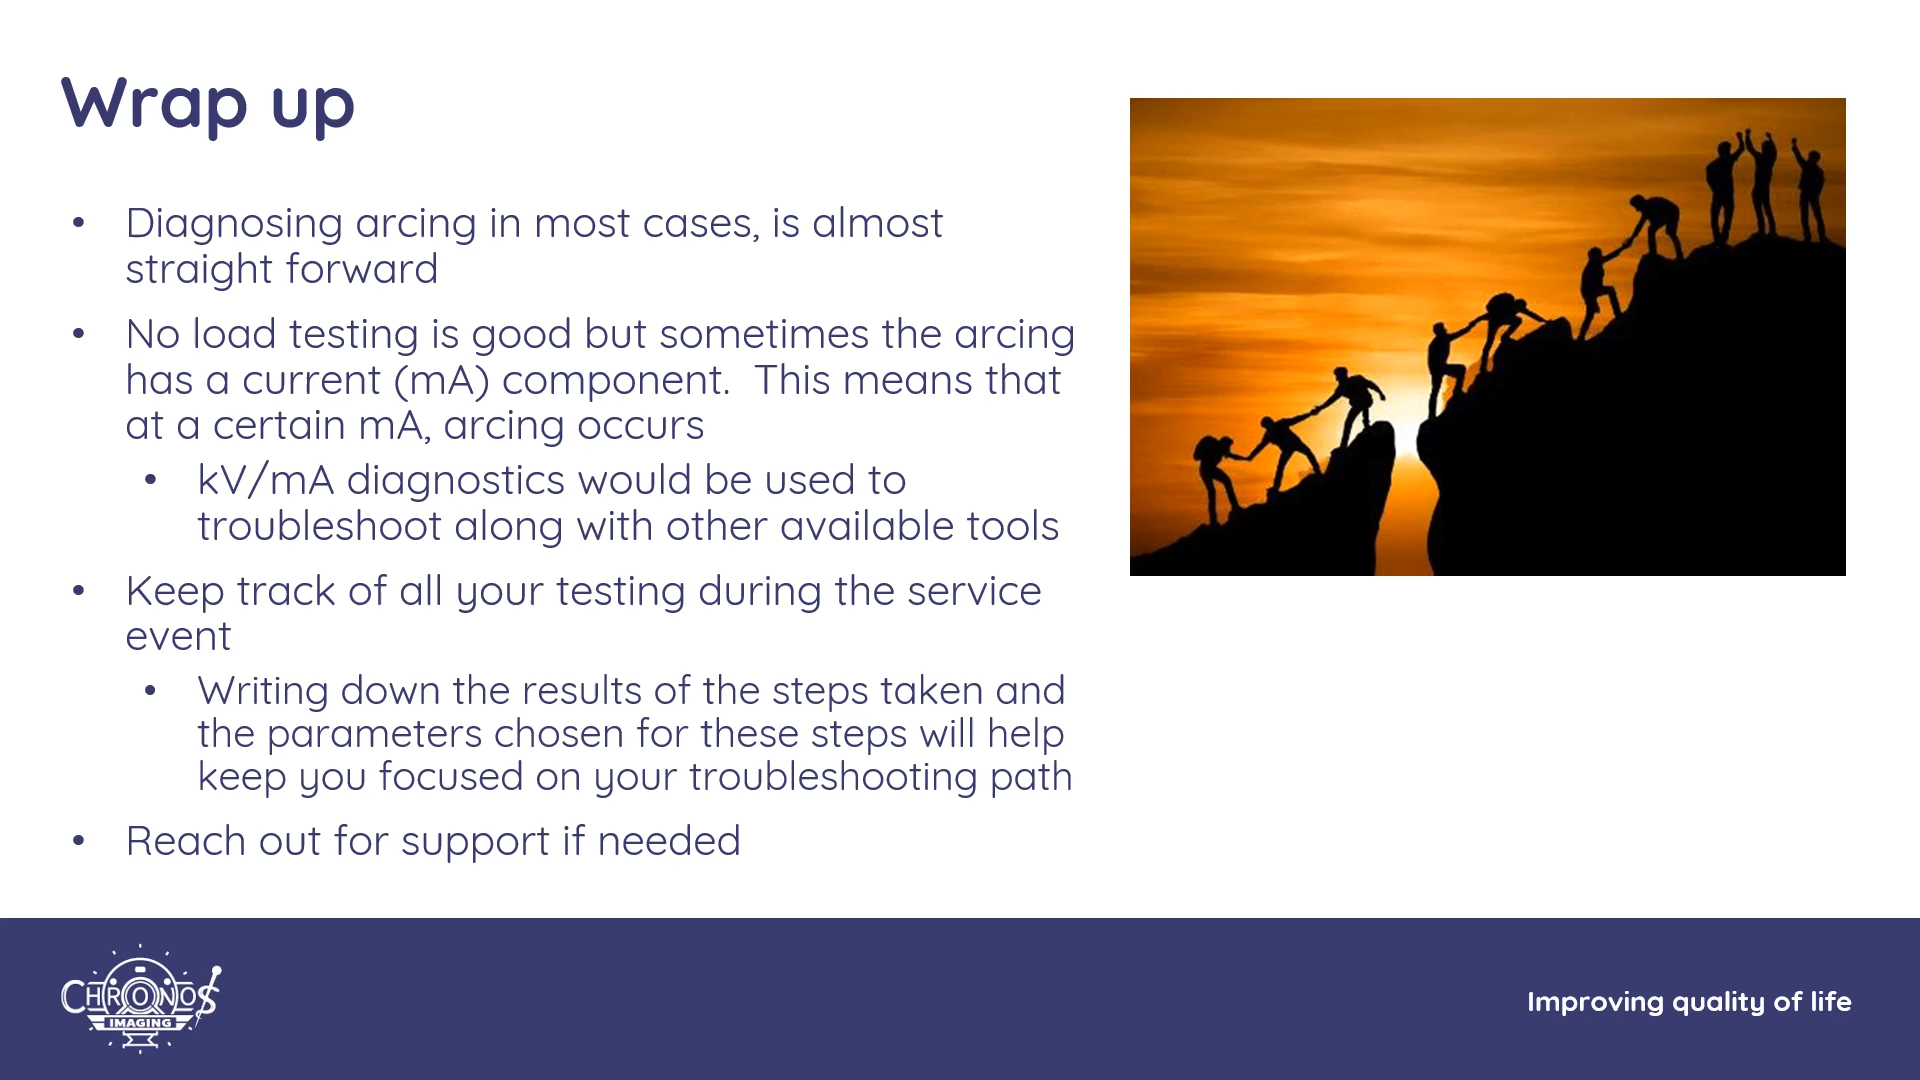 Wrap up
• Diagnosing arcing in most cases, is almost
straight forward
• No load testing is good but sometimes the arcing
has a current (mA) component.  This means that
at a certain mA, arcing occurs
• kV/mA diagnostics would be used to
troubleshoot along with other available tools
• Keep track of all your testing during the service
event
• Writing down the results of the steps taken and
the parameters chosen for these steps will help
keep you focused on your troubleshooting path
• Reach out for support if needed
CHRONOS
IMAGING
Improving quality of life